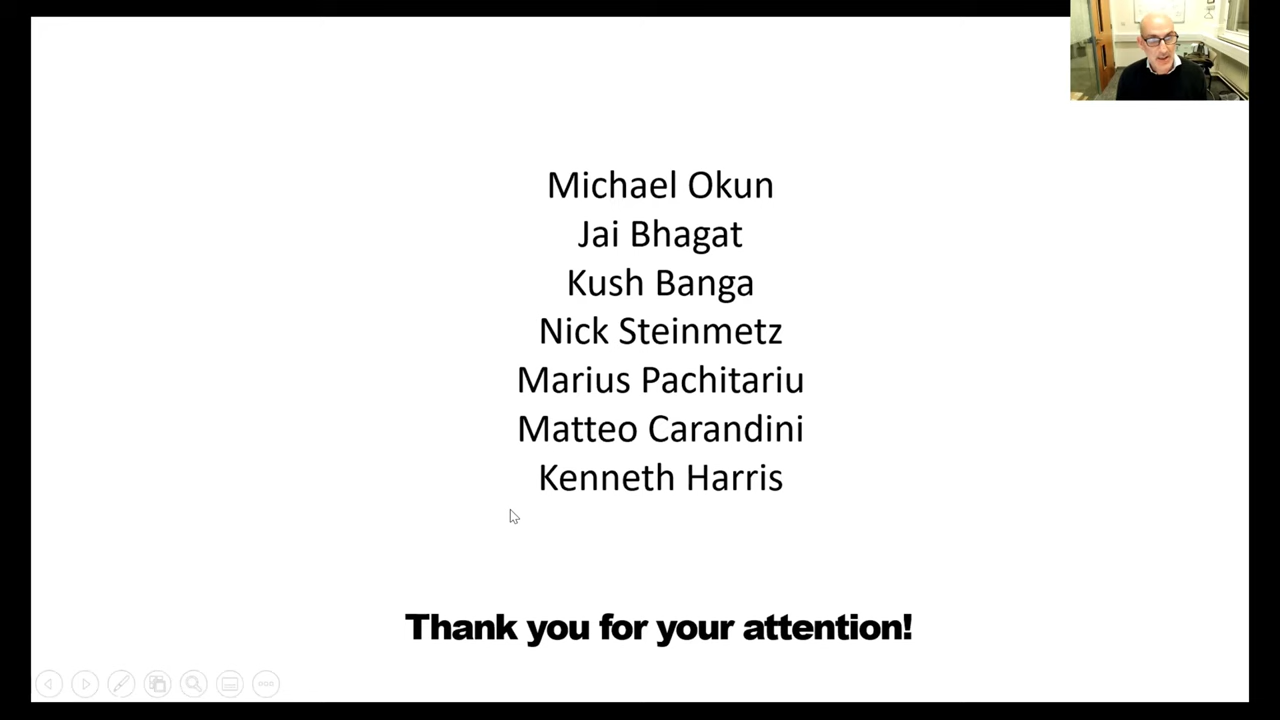 Michael Okun
Jai Bhagat
Kush Banga
Nick Steinmetz
Marius Pachitariu
Matteo Carandini
Kenneth Harris
Thank you for your attention!